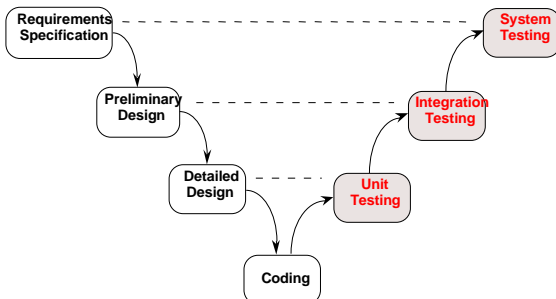 Requirements
Specification
System
Testing
Preliminary
Design
Integration
Testing
Detailed
Design
Unit
Testing
Coding